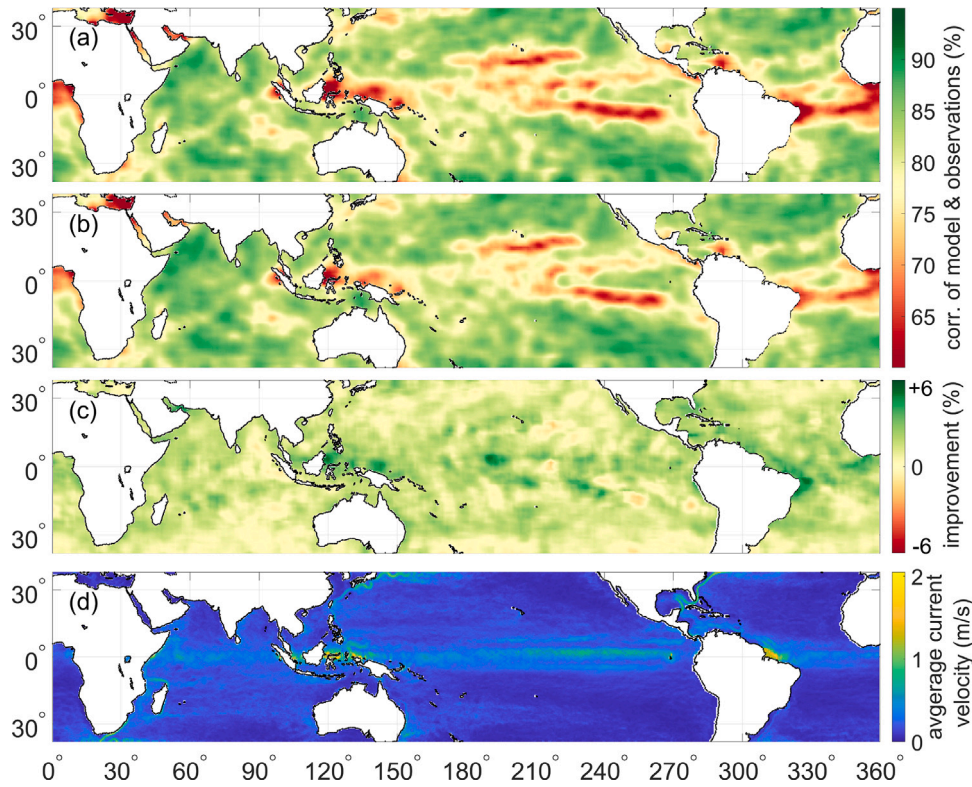 (a)
30°
0°
30°
90
85
80
75
70
65
corr. of model & observations (%)
(b)
30°
0°
30°
(c)
30°
0°
30°
+6
0
-6
improvement (%)
(d)
30°
0°
30°
2
1
0
avgerage current
velocity (m/s)
0° 30° 60° 90° 120° 150° 180° 210° 240° 270° 300° 330° 360°